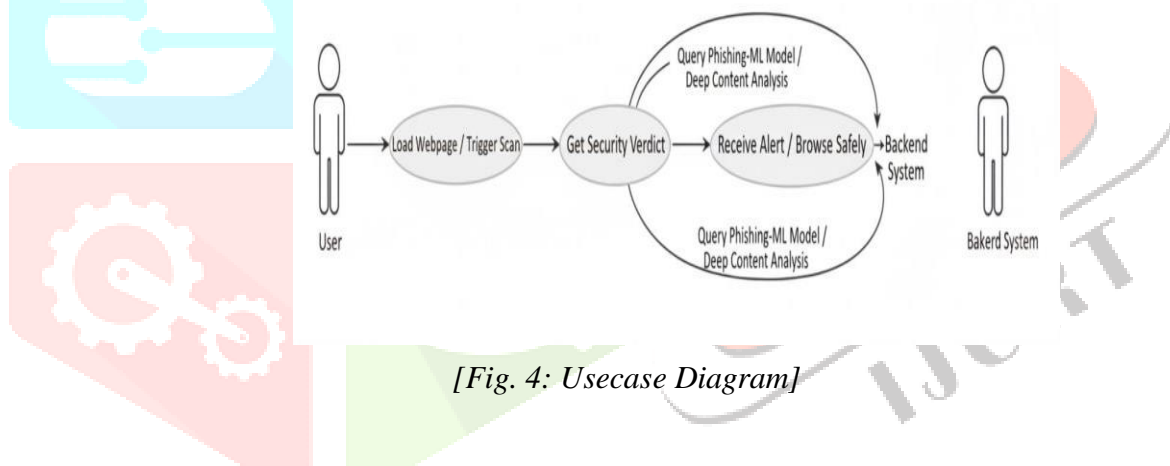 Query Phishing-ML Model /
Deep Content Analysis
Load Webpage / Trigger Scan
Get Security Verdict
Receive Alert / Browse Safely
Backend
System
User
Query Phishing-ML Model /
Deep Content Analysis
Bakerd System
[Fig. 4: Usecase Diagram]